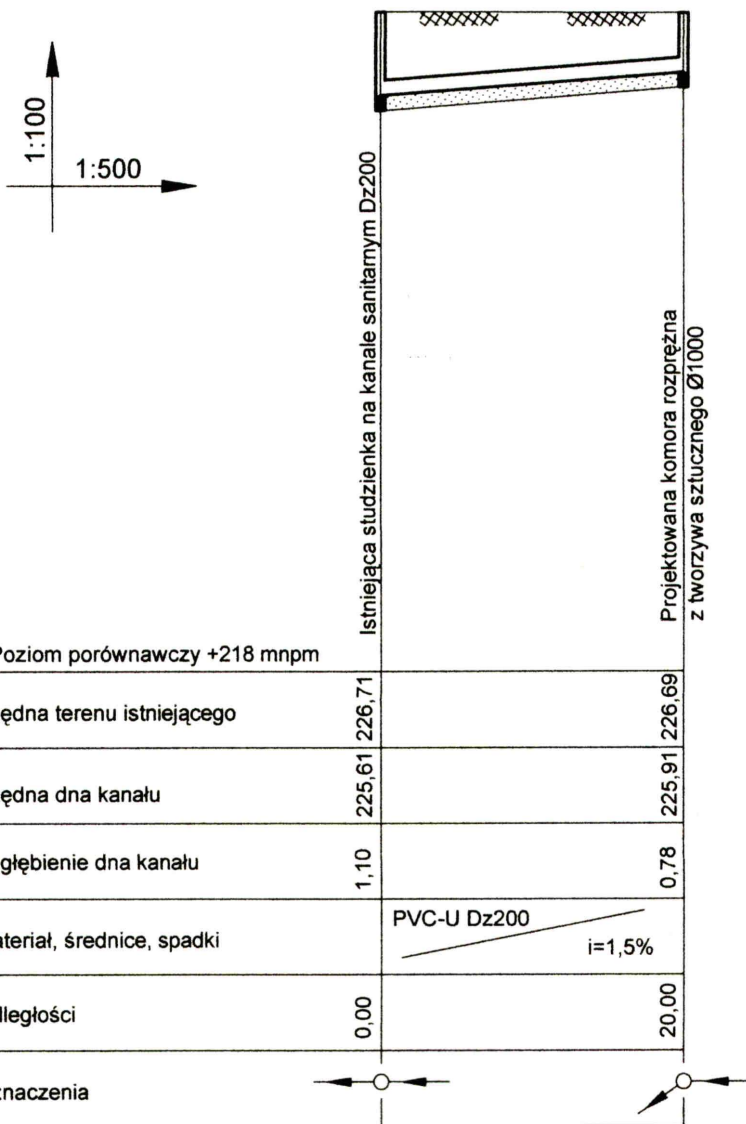 1:100
1:500
Istniejąca studzienka na kanale sanitarnym Dz200
Projektowana komora rozprężna
z tworzywa sztucznego Ø1000
Poziom porównawczy +218 mnpm
ędna terenu istniejącego
226,71
226,69
ędna dna kanału
225,61
225,91
głębienie dna kanału
1,10
0,78
ateriał, średnice, spadki
PVC-U Dz200
i=1,5%
ległości
0,00
20,00
znaczenia